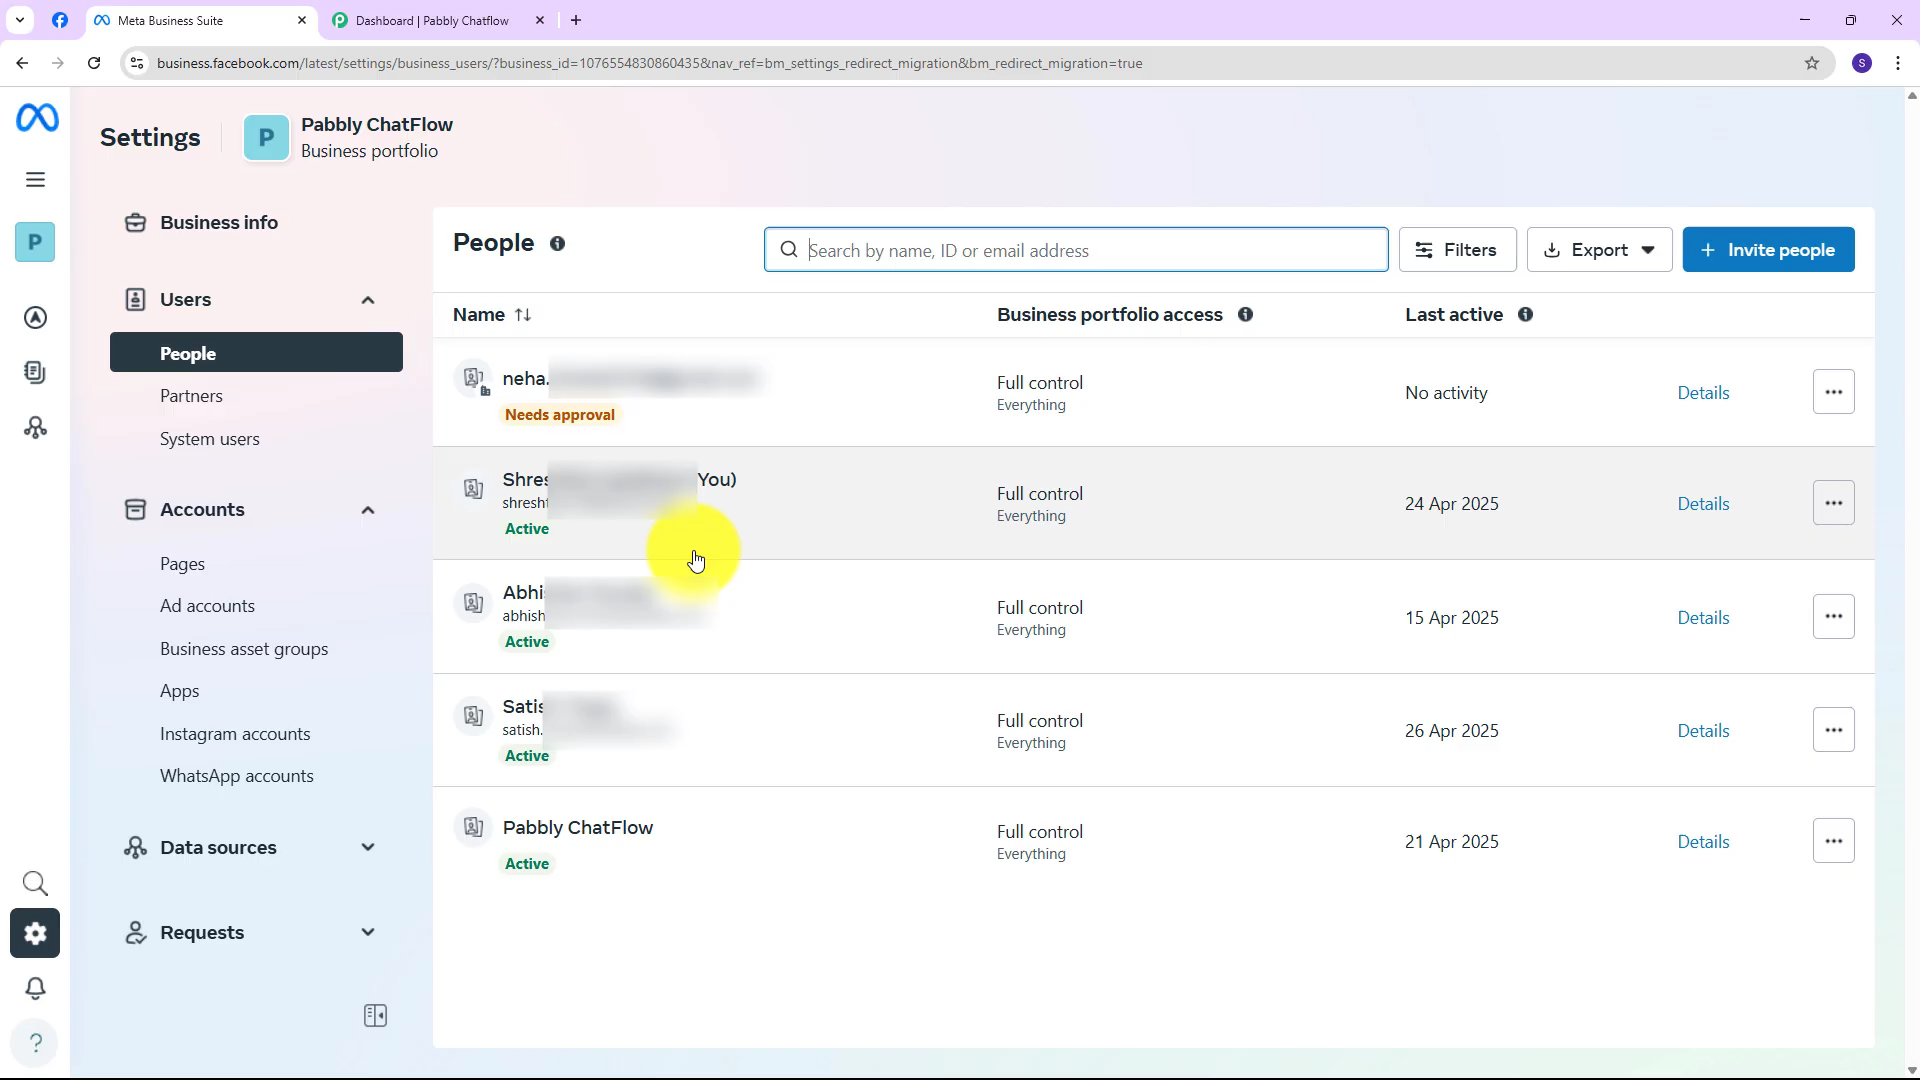 Meta Business Suite
Dashboard | Pabbly Chatflow
business.facebook.com/latest/settings/business_users/?business_id=1076554830860435&nav_ref=bm_settings_redirect_migration&bm_redirect_migration=true
S
Settings
P
Pabbly ChatFlow
Business portfolio
P
Business info
Users
People
Partners
System users
Accounts
Pages
Ad accounts
Business asset groups
Apps
Instagram accounts
WhatsApp accounts
Data sources
Requests
?
People
Search by name, ID or email address
Filters
Export
+ Invite people
Name
Business portfolio access
Last active
neha.
Needs approval
Full control
Everything
No activity
Details
Shres You)
shresht
Active
Full control
Everything
24 Apr 2025
Details
Abhi
abhish
Active
Full control
Everything
15 Apr 2025
Details
Satis
satish.
Active
Full control
Everything
26 Apr 2025
Details
Pabbly ChatFlow
Active
Full control
Everything
21 Apr 2025
Details